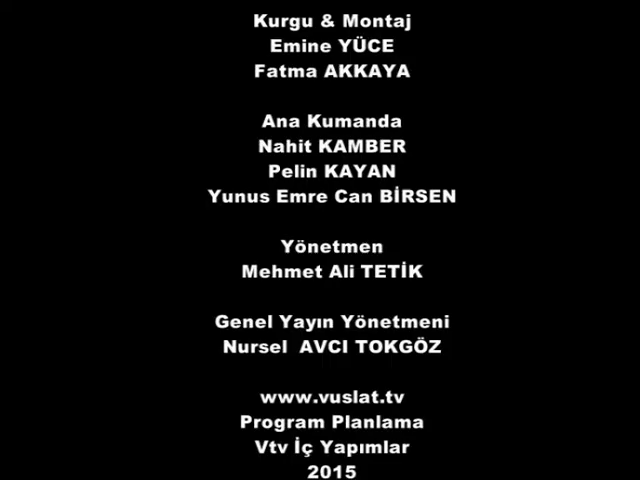 Kurgu & Montaj
Emine YÜCE
Fatma AKKAYA
Ana Kumanda
Nahit KAMBER
Pelin KAYAN
Yunus Emre Can BİRSEN
Yönetmen
Mehmet Ali TETİK
Genel Yayın Yönetmeni
Nursel  AVCI TOKGÖZ
www.vuslat.tv
Program Planlama
Vtv İç Yapımlar
2015